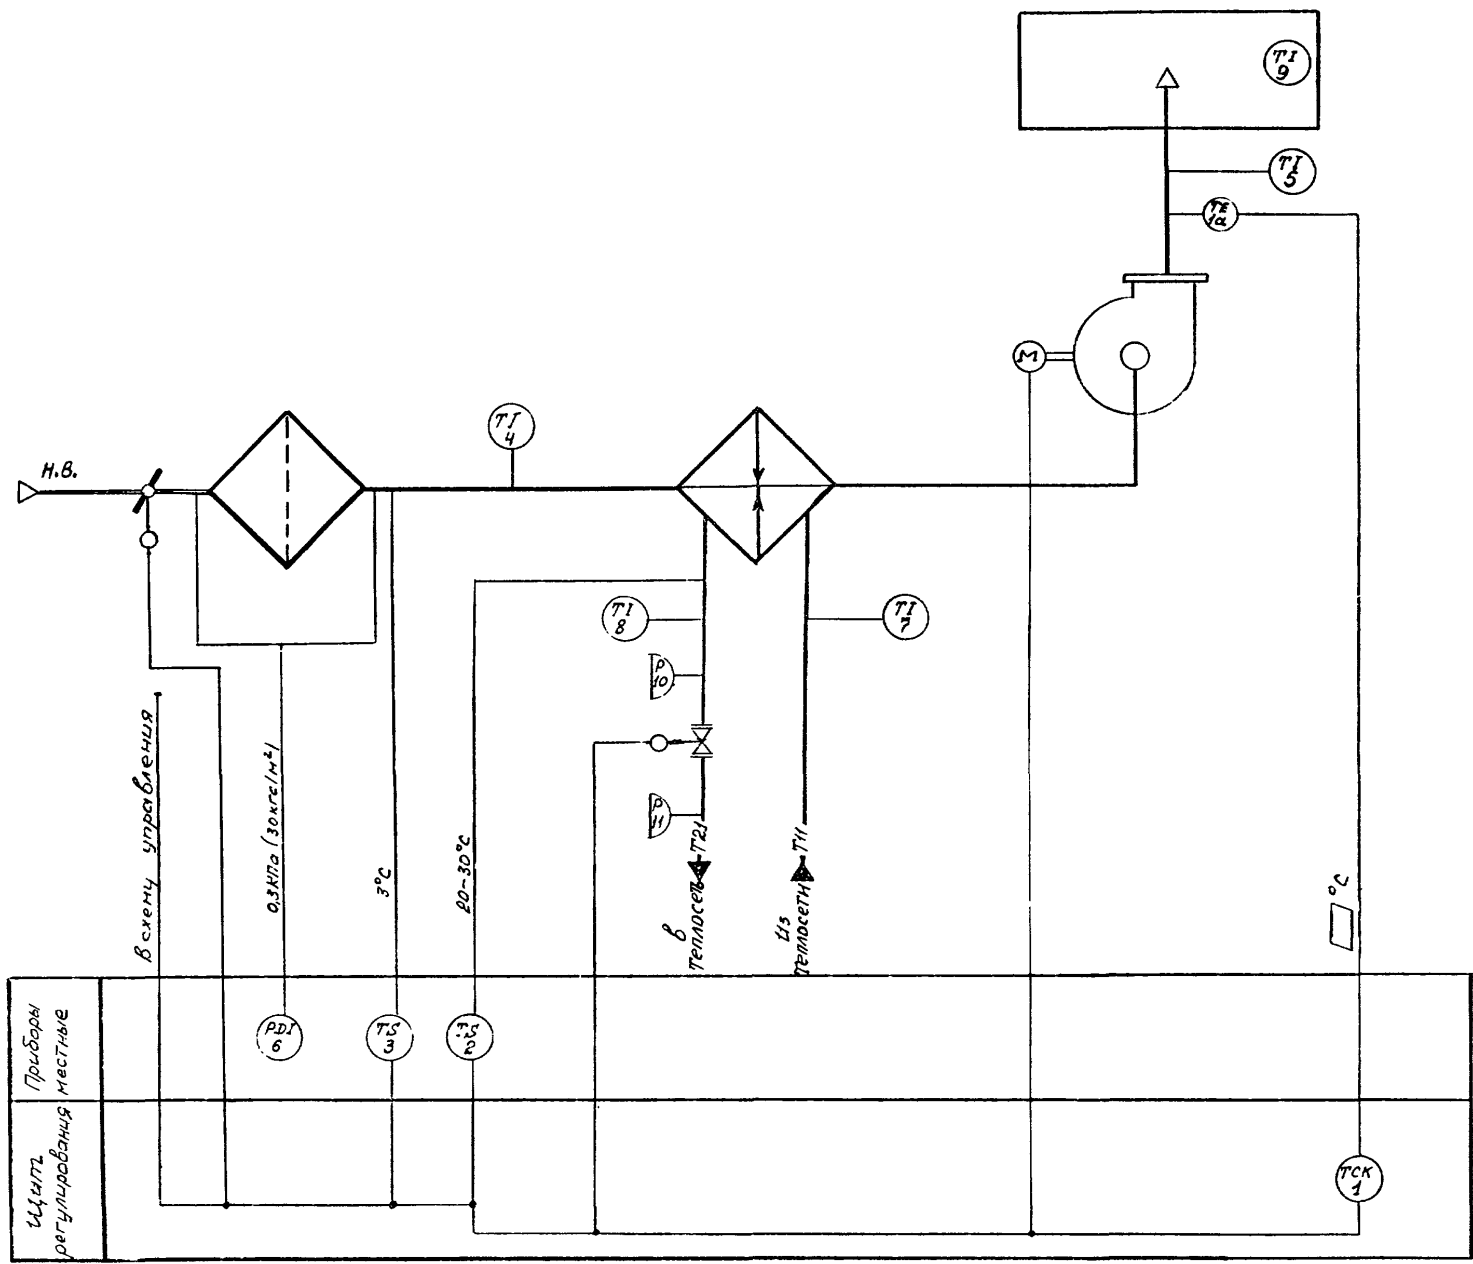 TI
9
TI
5
TE
1а
М
TI
4
Н.В.
TI
8
TI
7
P
10
P
11
В схему управления
0,3кПа (30кгс/м²)
3°С
20-30°С
Т21
в
теплосеть
Т11
из
теплосети
°С
Приборы
местные
PDI
6
TS
3
TS
2
Щит
регулирования
ТСК
1